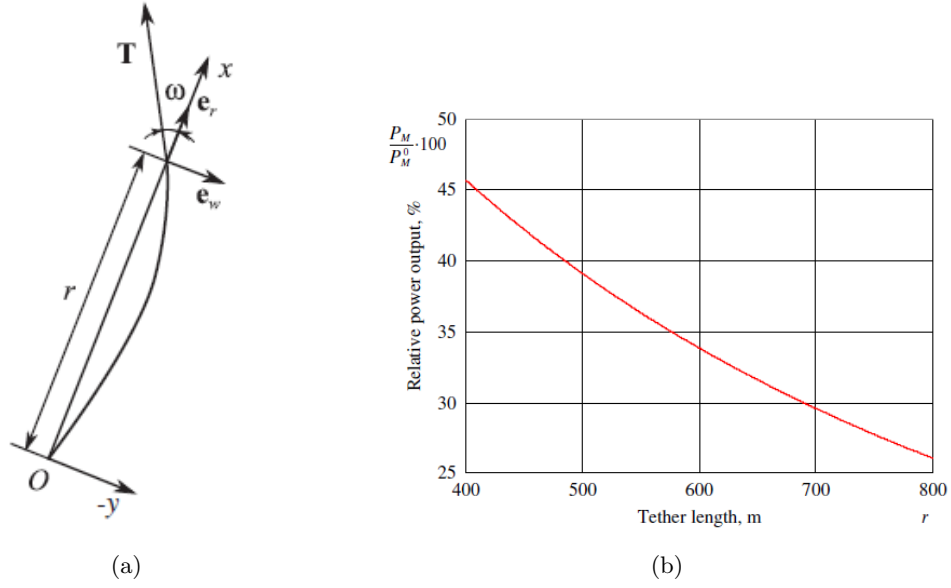 T
ω
x
e_r
e_w
r
O
-y
(a)
P_M
P_M^0
·100
Relative power output, %
50
45
40
35
30
25
400
500
600
700
800
Tether length, m
r
(b)